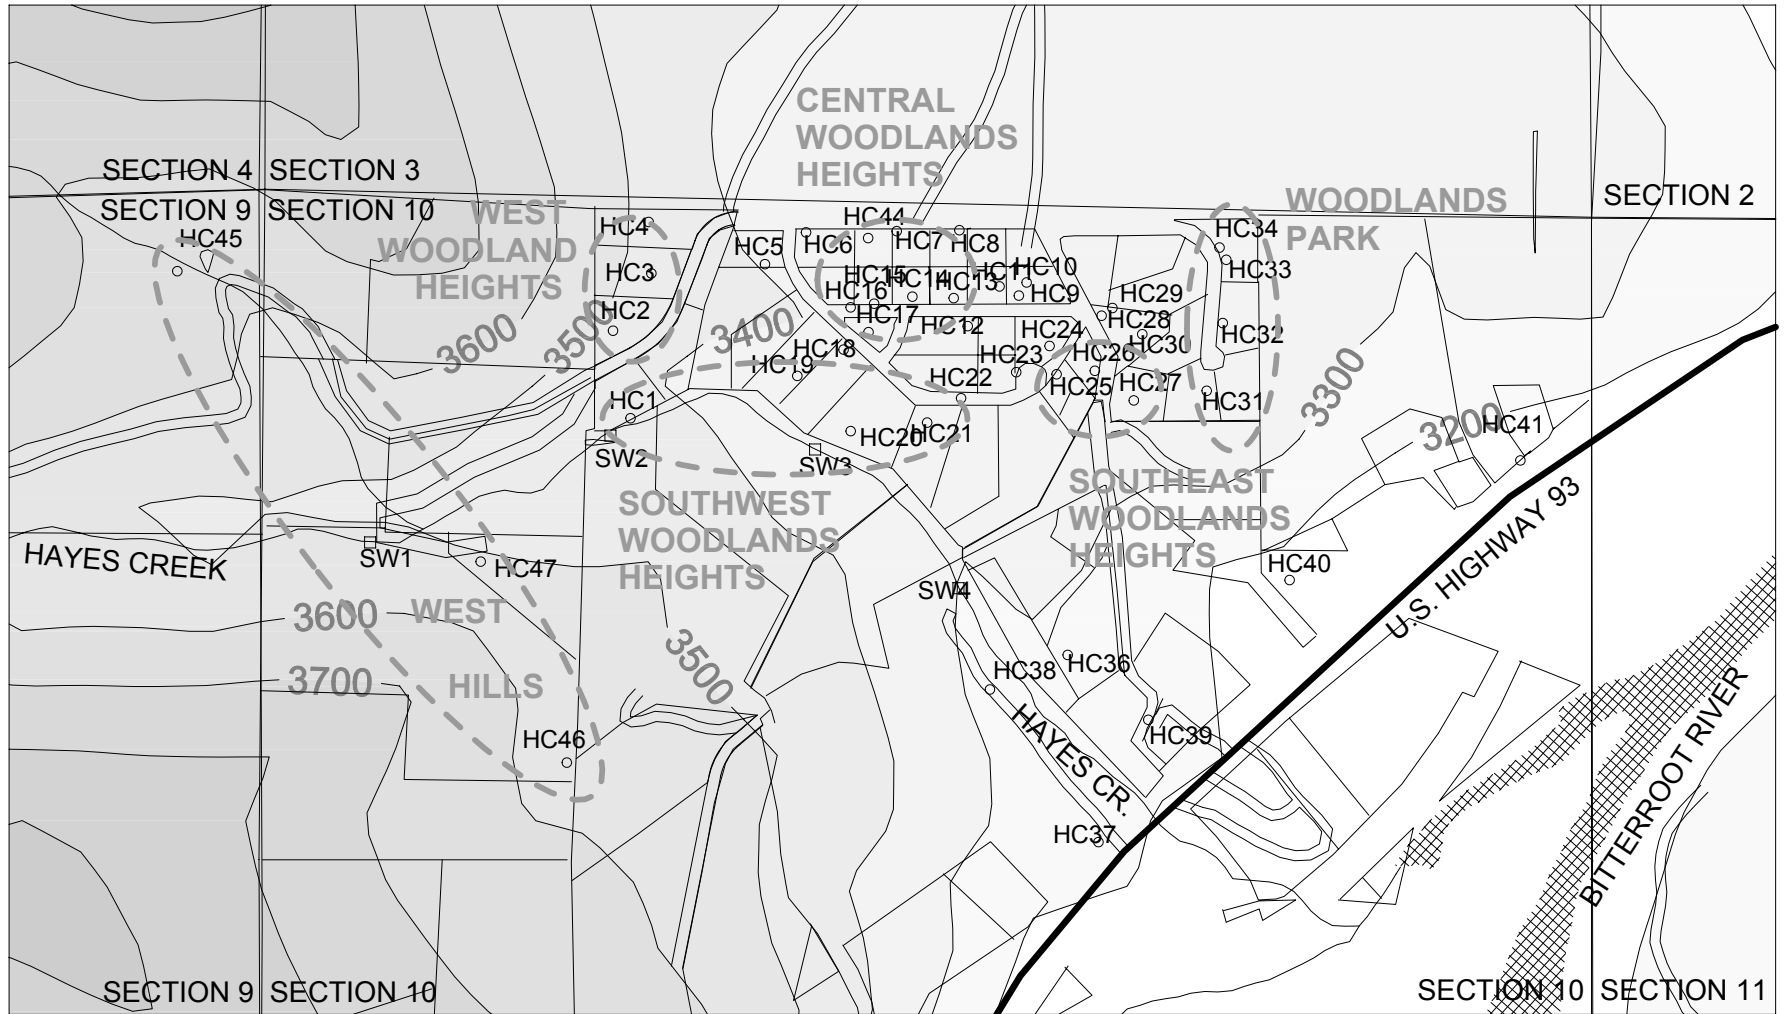 CENTRAL
WOODLANDS
HEIGHTS
SECTION 4
SECTION 3
SECTION 9
SECTION 10
SECTION 2
WOODLANDS
PARK
WEST
WOODLAND
HEIGHTS
HC45
HC4
HC3
HC2
HC5
HC6
HC44
HC7
HC8
HC15
HC14
HC13
HC11
HC10
HC16
HC9
HC17
HC12
HC34
HC33
HC29
HC28
HC30
HC32
3600
3500
3400
HC18
HC19
HC24
HC23
HC26
HC22
HC25
HC27
HC31
3300
3200
HC41
HC1
SW2
HC20
HC21
SW3
SOUTHWEST
WOODLANDS
HEIGHTS
SOUTHEAST
WOODLANDS
HEIGHTS
U.S. HIGHWAY 93
HAYES CREEK
SW1
HC47
SW4
HC40
3600
WEST
HILLS
3700
3500
HC38
HC36
HC46
HAYES CR.
HC39
HC37
BITTERROOT RIVER
SECTION 9
SECTION 10
SECTION 10
SECTION 11